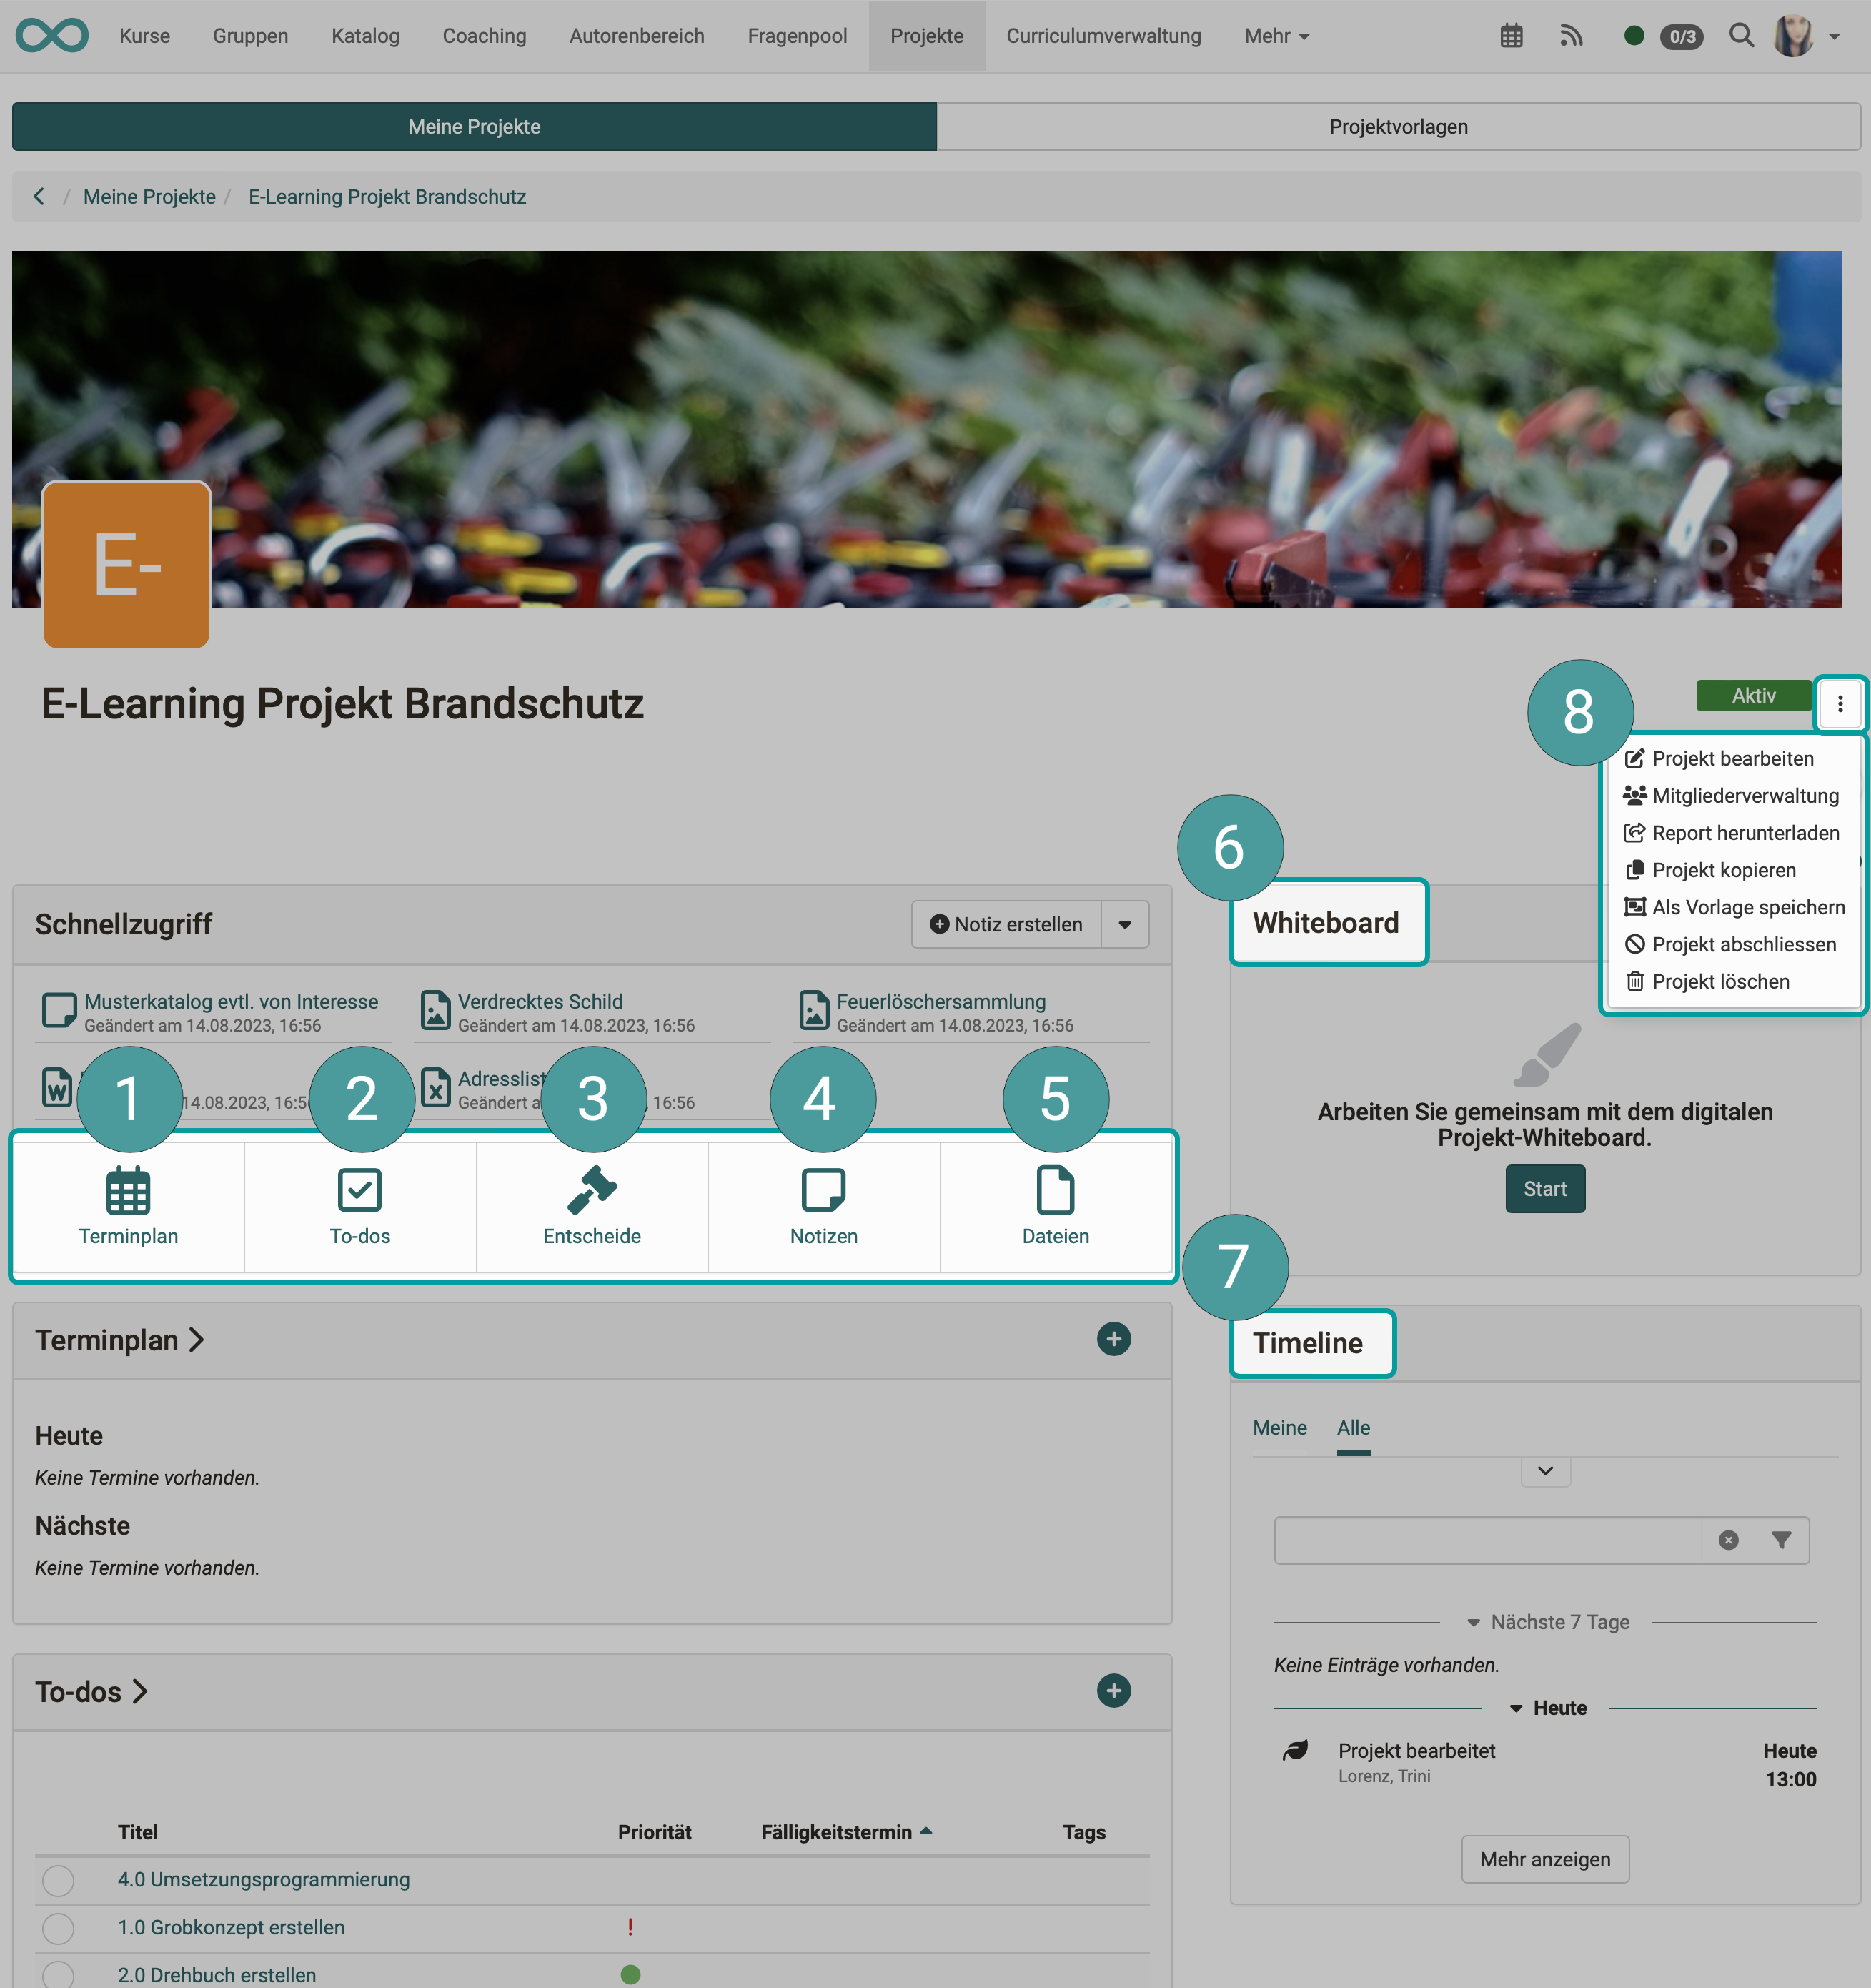 Kurse Gruppen Katalog Coaching Autorenbereich Fragenpool Projekte Curriculumverwaltung Mehr 0/3
Meine Projekte Projektvorlagen
/ Meine Projekte / E-Learning Projekt Brandschutz
E-
E-Learning Projekt Brandschutz
8
Aktiv
Projekt bearbeiten
Mitgliederverwaltung
Report herunterladen
Projekt kopieren
Als Vorlage speichern
Projekt abschliessen
Projekt löschen
Schnellzugriff
Notiz erstellen
Musterkatalog evtl. von Interesse
Geändert am 14.08.2023, 16:56
Verdrecktes Schild
Geändert am 14.08.2023, 16:56
Feuerlöschersammlung
Geändert am 14.08.2023, 16:56
W
14.08.2023, 16:5
X
Adresslist
Geändert a , 16:56
1 2 3 4 5
Terminplan To-dos Entscheide Notizen Dateien
6
Whiteboard
Arbeiten Sie gemeinsam mit dem digitalen
Projekt-Whiteboard.
Start
Terminplan
Heute
Keine Termine vorhanden.
Nächste
Keine Termine vorhanden.
7
Timeline
Meine Alle
Nächste 7 Tage
Keine Einträge vorhanden.
Heute
Projekt bearbeitet Heute
Lorenz, Trini 13:00
Mehr anzeigen
To-dos
Titel Priorität Fälligkeitstermin Tags
4.0 Umsetzungsprogrammierung
1.0 Grobkonzept erstellen !
2.0 Drehbuch erstellen